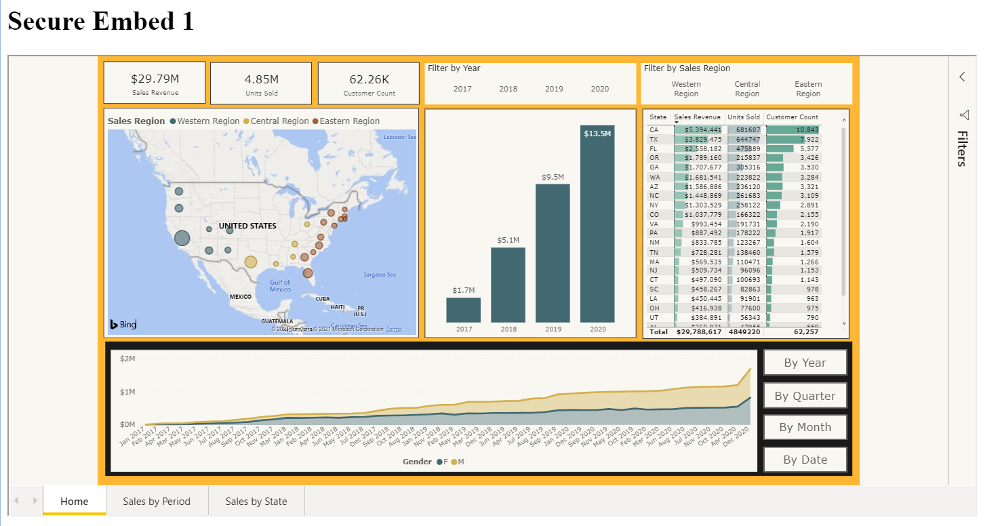 Secure Embed 1
$29.79M
Sales Revenue
4.85M
Units Sold
62.26K
Customer Count
Filter by Year
2017 2018 2019 2020
Filter by Sales Region
Western Region
Central Region
Eastern Region
Filters
Sales Region Western Region Central Region Eastern Region
Labrador Sea
UNITED STATES
Sargasso Sea
Gulf of
Mexico
MEXICO
CUBA
HAITI
PR
(U.S.)
GUATEMALA
Caribbean Sea
Bing
© 2021 TomTom, © 2021 Microsoft Corporation Terms
$1.7M
$5.1M
$9.5M
$13.5M
2017 2018 2019 2020
State Sales Revenue Units Sold Customer Count
CA $5,394,441 681607 10,843
TX $3,829,475 644747 7,922
FL $2,558,182 475889 5,577
OR $1,789,160 215837 3,426
GA $1,707,677 305316 3,530
WA $1,681,541 223822 3,284
AZ $1,586,886 236120 3,321
NC $1,448,869 261683 3,109
NY $1,303,529 258122 2,891
CO $1,037,779 166322 2,155
VA $993,454 191731 2,190
PA $887,492 178222 1,917
NM $833,785 123267 1,604
TN $728,281 138460 1,579
MA $569,535 110471 1,266
NJ $509,734 96096 1,153
CT $497,090 100693 1,143
SC $458,267 82863 978
LA $450,445 91901 963
OH $416,938 77600 975
UT $384,891 56343 790
Total $29,788,617 4849220 62,257
$2M
$1M
$0M
Jan 2017 Feb 2017 Apr 2017 Mar 2017 May 2017 Jun 2017 Jul 2017 Aug 2017 Sep 2017 Oct 2017 Nov 2017 Mar 2018 Jan 2018 Feb 2018 Apr 2018 Jun 2018 May 2018 Jul 2018 Dec 2017 Sep 2018 Oct 2018 Aug 2018 Jan 2019 Nov 2018 Feb 2019 May 2019 Mar 2019 Dec 2018 Jun 2019 Apr 2019 Jul 2019 Aug 2019 Sep 2019 Jan 2020 Dec 2019 Sep 2020 Nov 2019 May 2020 Oct 2019 Feb 2020 Mar 2020 Jun 2020 Aug 2020 Jul 2020 Nov 2020 Oct 2020 Apr 2020 Dec 2020
Gender F M
By Year
By Quarter
By Month
By Date
Home Sales by Period Sales by State